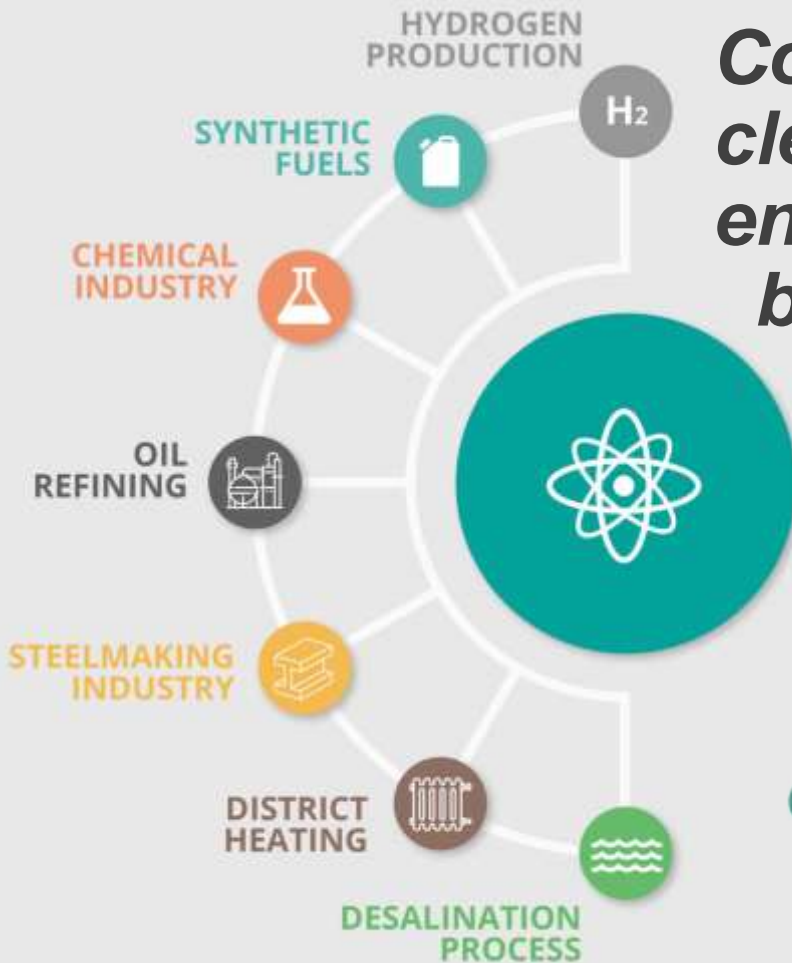 HYDROGEN
PRODUCTION
H2
SYNTHETIC
FUELS
CHEMICAL
INDUSTRY
OIL
REFINING
STEELMAKING
INDUSTRY
DISTRICT
HEATING
DESALINATION
PROCESS